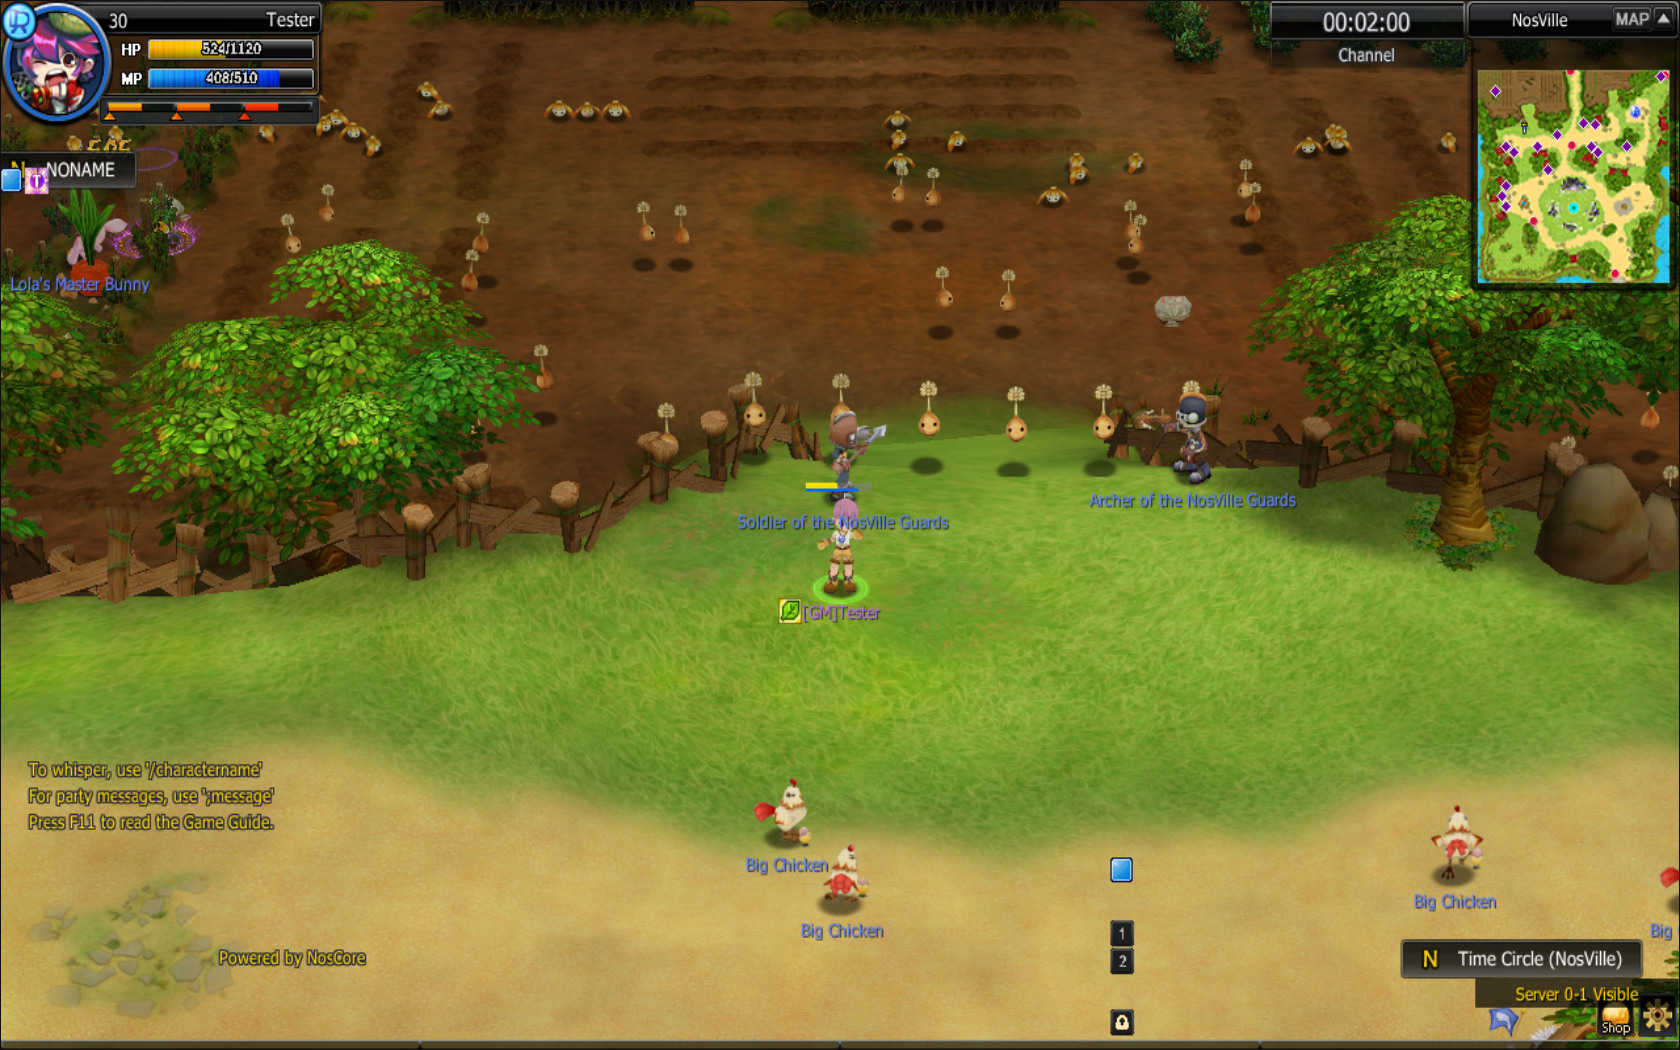 30 Tester
HP 524/1120
MP 408/510
NONAME
T
Lola's Master Bunny
00:02:00
Channel
NosVille MAP
Archer of the NosVille Guards
Soldier of the NosVille Guards
[GM]Tester
To whisper, use '/charactername'
For party messages, use ';message'
Press F11 to read the Game Guide.
Big Chicken
Big Chicken
Big Chicken
Big
Powered by NosCore
1
2
N Time Circle (NosVille)
Server 0-1 Visible
Shop